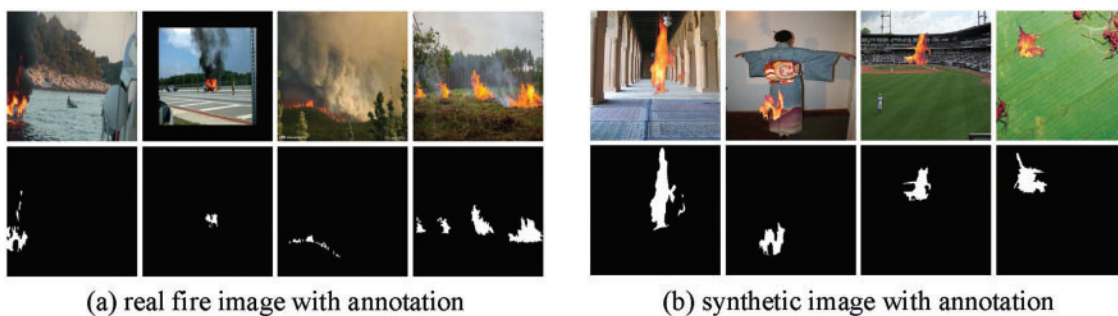 (a) real fire image with annotation
(b) synthetic image with annotation